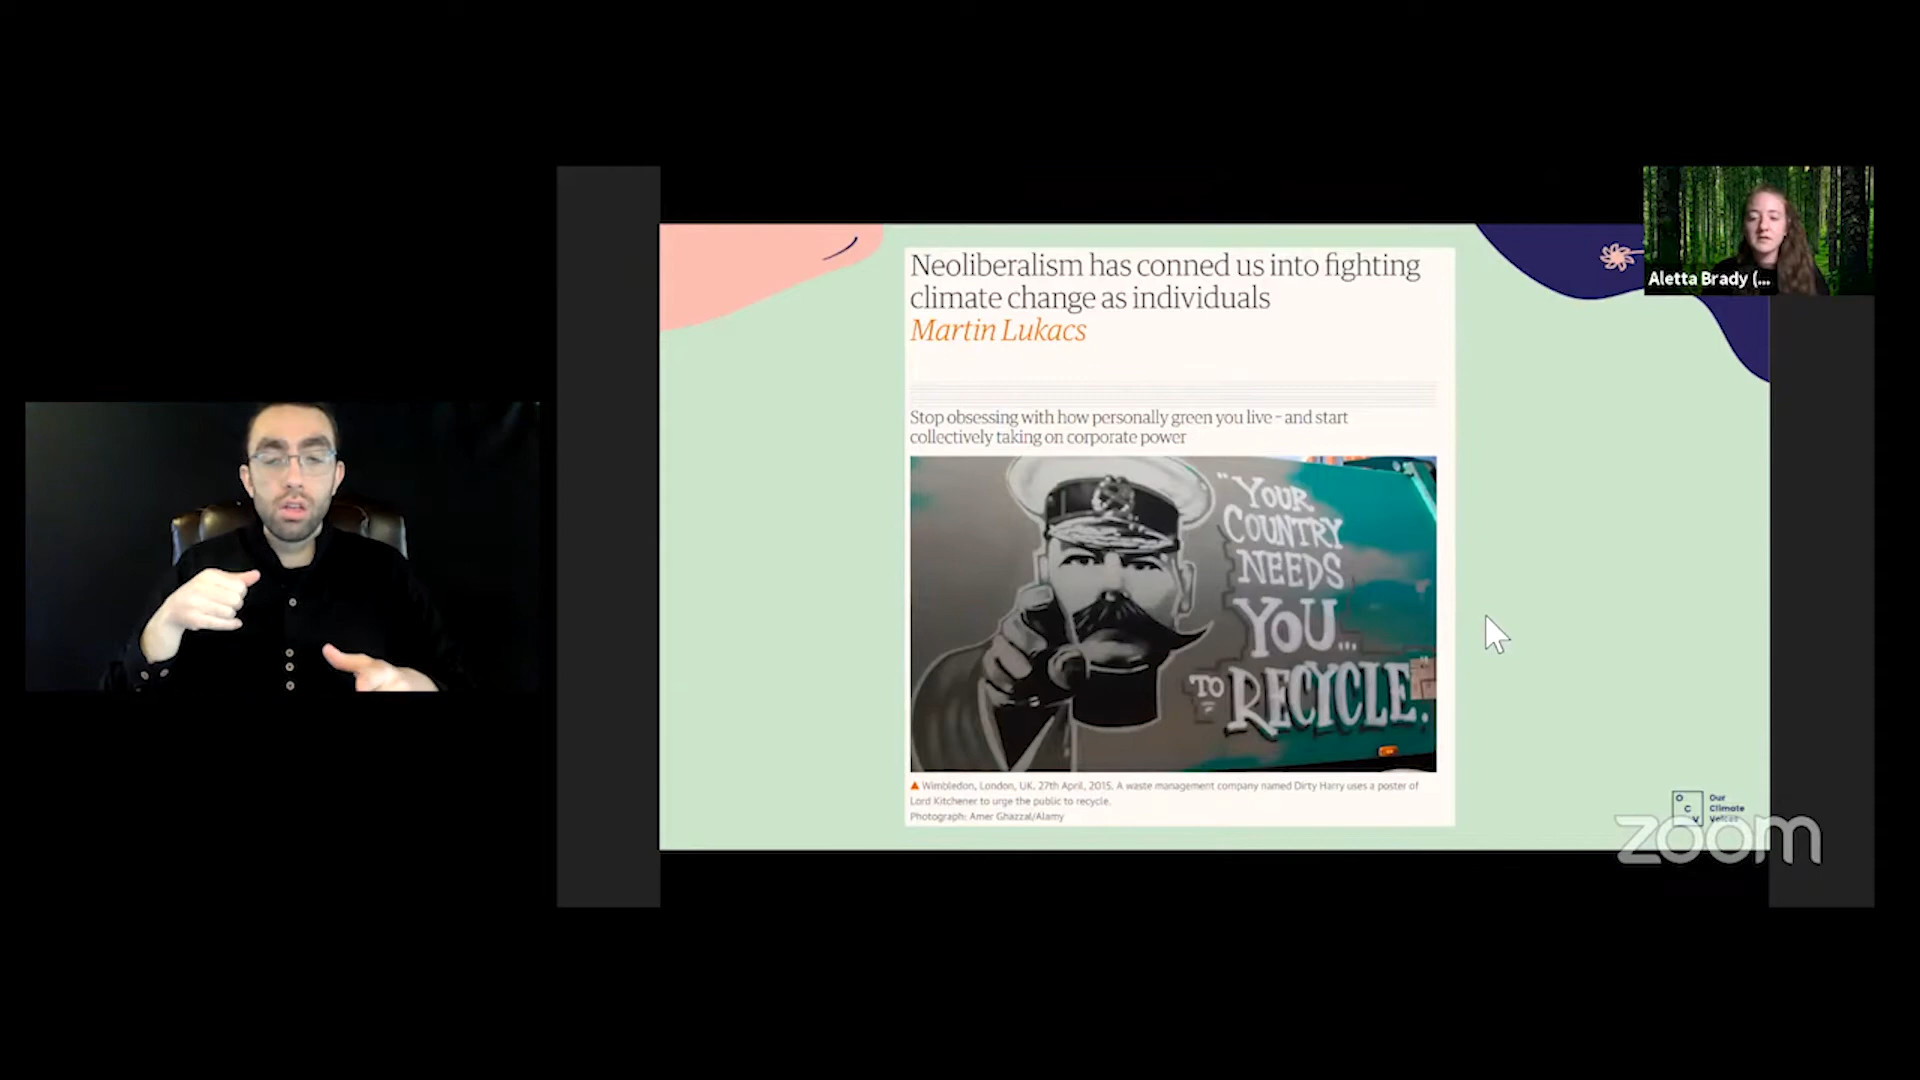 Neoliberalism has conned us into fighting
climate change as individuals
Martin Lukacs
Stop obsessing with how personally green you live – and start
collectively taking on corporate power
"YOUR
COUNTRY
NEEDS
YOU...
TO RECYCLE.
Wimbledon, London, UK. 27th April, 2015. A waste management company named Dirty Harry uses a poster of
Lord Kitchener to urge the public to recycle.
Photograph: Amer Ghazzal/Alamy
Aletta Brady (...
O
C
V
Our
Climate
Voices
zoom